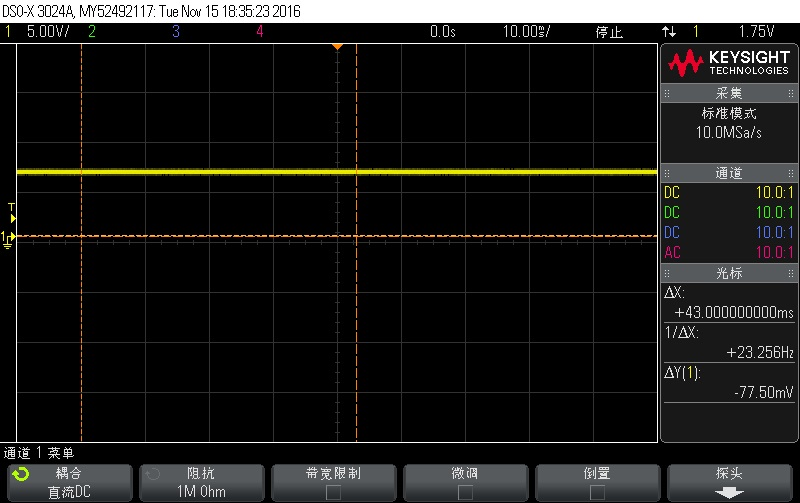 DSO-X 3024A, MY52492117: Tue Nov 15 18:35:23 2016
1 5.00V/ 2 3 4 0.0s 10.00ms/ 停止 1 1.75V
KEYSIGHT
TECHNOLOGIES
采集
标准模式
10.0MSa/s
通道
DC 10.0:1
DC 10.0:1
DC 10.0:1
AC 10.0:1
光标
ΔX:
+43.000000000ms
1/ΔX:
+23.256Hz
ΔY(1):
-77.50mV
T
1
通道 1 菜单
耦合
直流DC
阻抗
1M Ohm
带宽限制
微调
倒置
探头